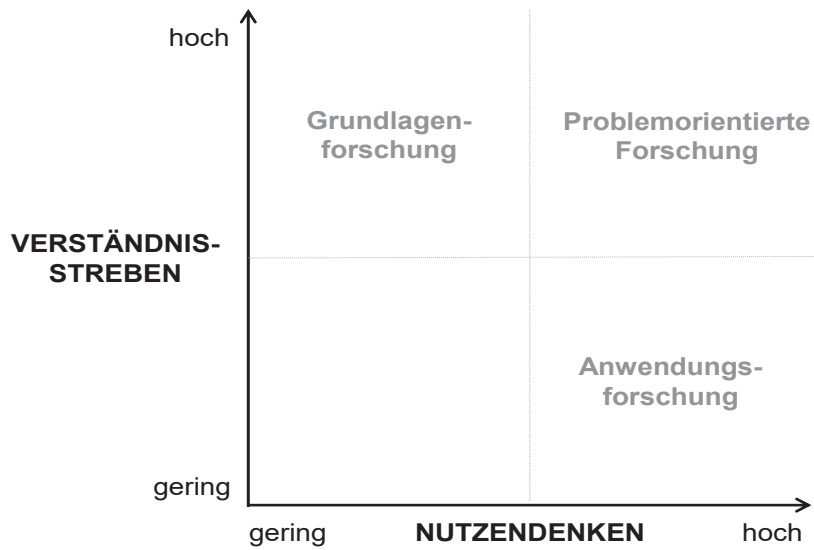 hoch
Grundlagen-
forschung
Problemorientierte
Forschung
VERSTÄNDNIS-
STREBEN
Anwendungs-
forschung
gering
gering
NUTZENDENKEN
hoch